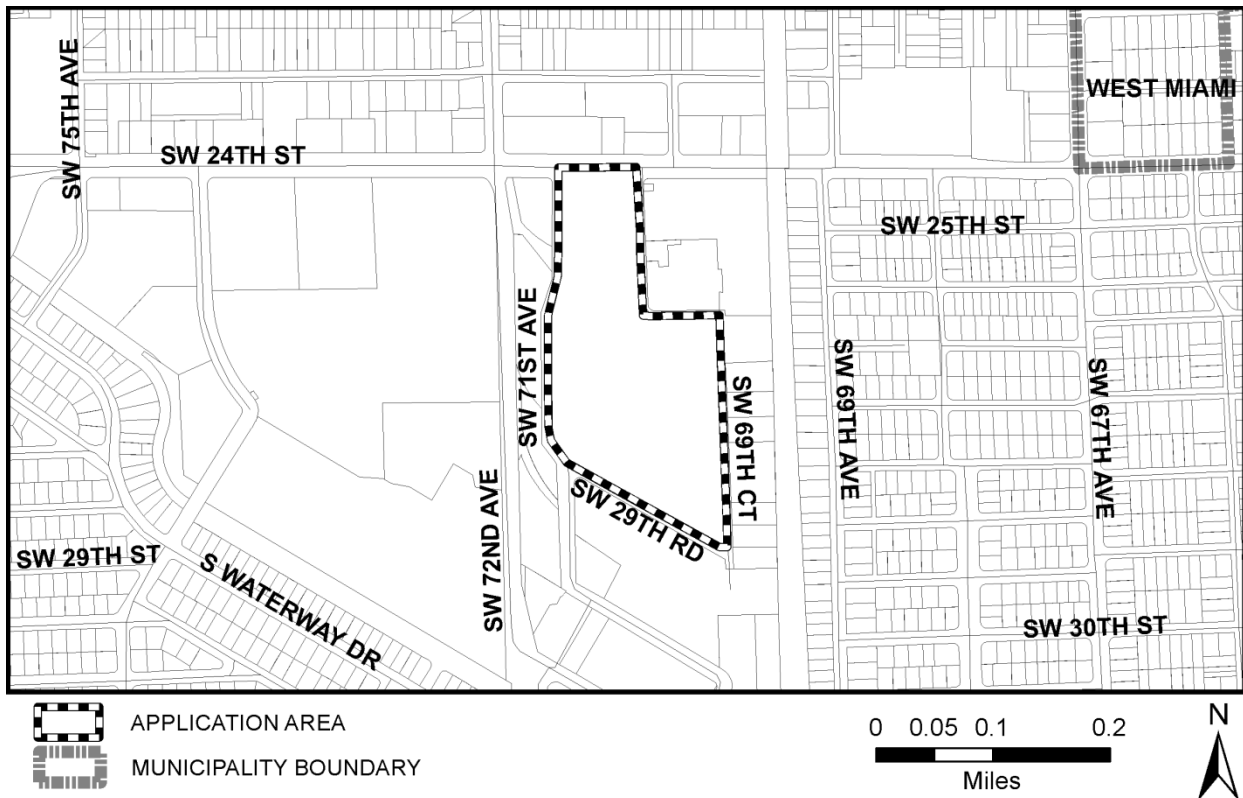 SW 75TH AVE
WEST MIAMI
SW 24TH ST
SW 25TH ST
SW 71ST AVE
SW 69TH CT
SW 69TH AVE
SW 67TH AVE
SW 72ND AVE
SW 29TH RD
SW 29TH ST
S WATERWAY DR
SW 30TH ST
APPLICATION AREA
MUNICIPALITY BOUNDARY
0 0.05 0.1 0.2
Miles
N